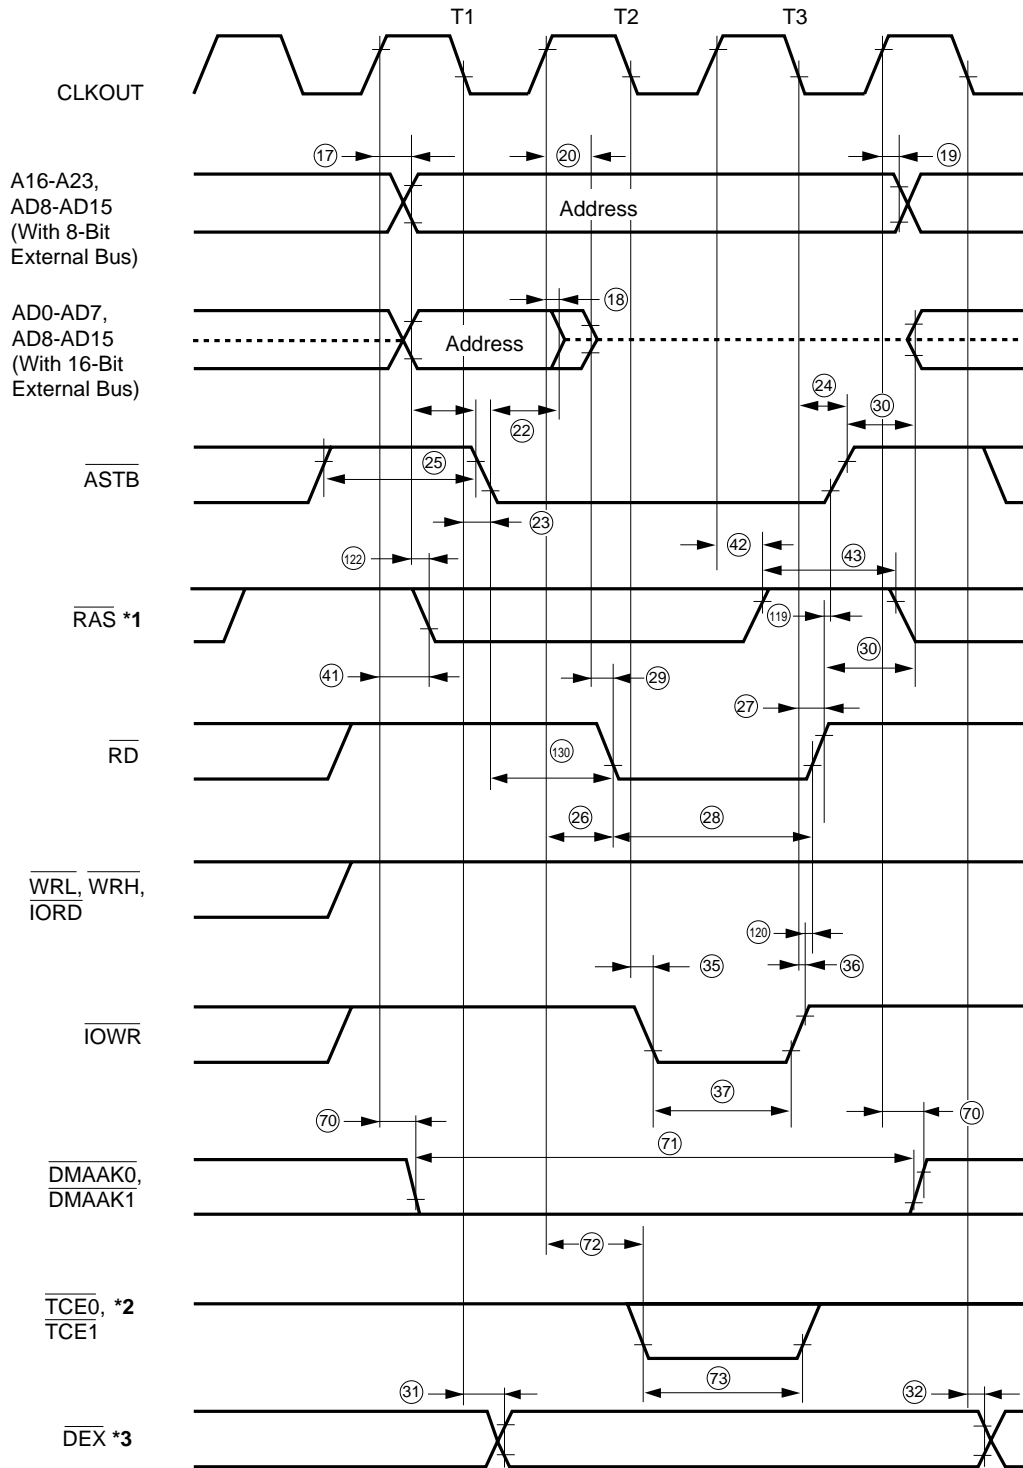 T1 T2 T3
CLKOUT
⑰ ⑳ ⑲
A16-A23,
AD8-AD15
(With 8-Bit
External Bus)
Address
⑱
AD0-AD7,
AD8-AD15
(With 16-Bit
External Bus)
Address
㉔ ㉚
㉒
ASTB
㉕
㉓ ㊷
122 ㊸
RAS *1
119
㊶ ㉙ ㉚
㉗
RD
130
㉖ ㉘
WRL, WRH,
IORD
120
㉟ ㊱
IOWR
㊲
70 70
71
DMAAK0,
DMAAK1
72
TCE0, *2
TCE1
73
㉛ ㉜
DEX *3